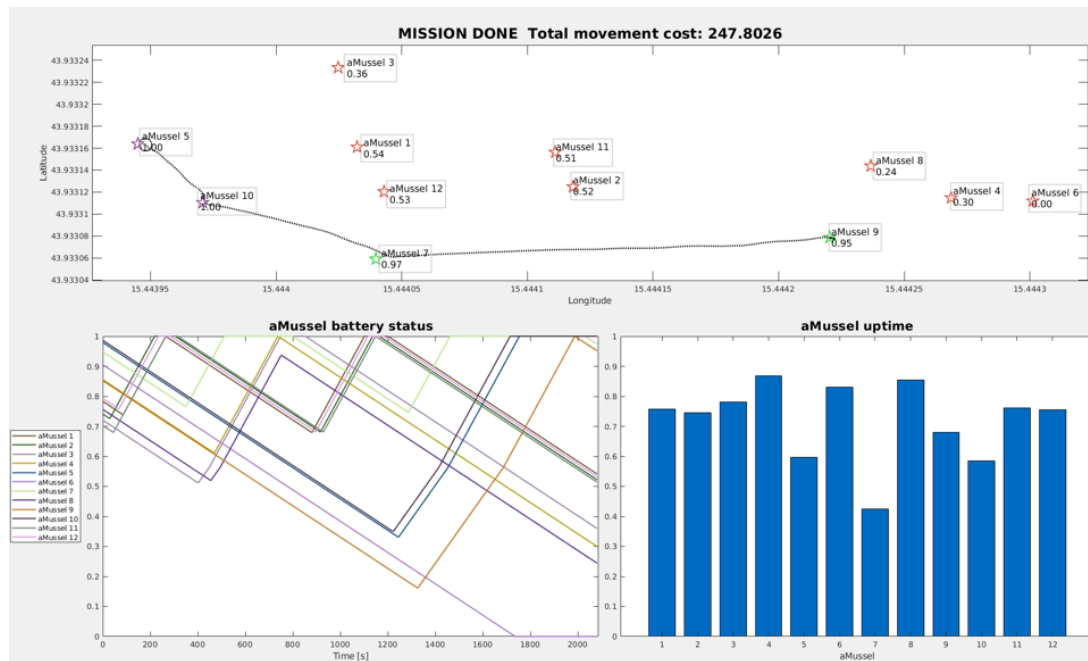 MISSION DONE  Total movement cost: 247.8026
43.93324
43.93322
43.9332
43.93318
43.93316
43.93314
43.93312
43.9331
43.93308
43.93306
43.93304
Latitude
aMussel 3
0.36
aMussel 5
1.00
aMussel 1
0.54
aMussel 11
0.51
aMussel 8
0.24
aMussel 10
1.00
aMussel 12
0.53
aMussel 2
0.52
aMussel 4
0.30
aMussel 6
0.00
aMussel 7
0.97
aMussel 9
0.95
15.44395 15.444 15.44405 15.4441 15.44415 15.4442 15.44425 15.4443
Longitude
aMussel battery status
1
0.9
0.8
0.7
0.6
0.5
0.4
0.3
0.2
0.1
0
0 200 400 600 800 1000 1200 1400 1600 1800 2000
Time [s]
aMussel 1
aMussel 2
aMussel 3
aMussel 4
aMussel 5
aMussel 6
aMussel 7
aMussel 8
aMussel 9
aMussel 10
aMussel 11
aMussel 12
aMussel uptime
1
0.9
0.8
0.7
0.6
0.5
0.4
0.3
0.2
0.1
0
1 2 3 4 5 6 7 8 9 10 11 12
aMussel